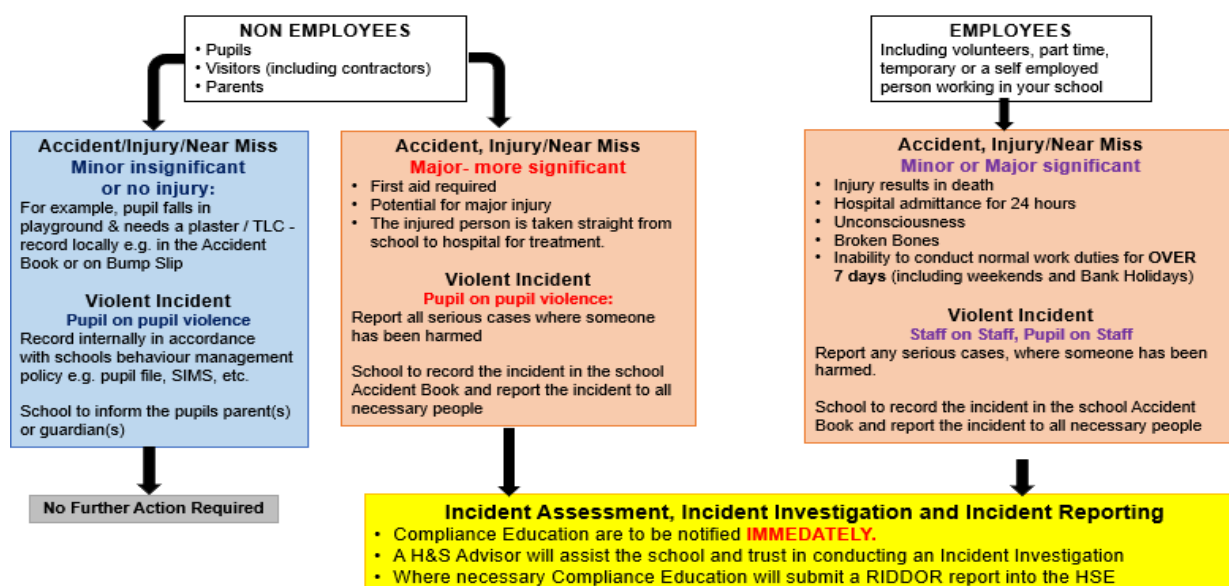 NON EMPLOYEES
• Pupils
• Visitors (including contractors)
• Parents
EMPLOYEES
Including volunteers, part time,
temporary or a self employed
person working in your school
Accident/Injury/Near Miss
Minor insignificant
or no injury:
For example, pupil falls in
playground & needs a plaster / TLC -
record locally e.g. in the Accident
Book or on Bump Slip
Violent Incident
Pupil on pupil violence
Record internally in accordance
with schools behaviour management
policy e.g. pupil file, SIMS, etc.
School to inform the pupils parent(s)
or guardian(s)
No Further Action Required
Accident, Injury/Near Miss
Major- more significant
• First aid required
• Potential for major injury
• The injured person is taken straight from
school to hospital for treatment.
Violent Incident
Pupil on pupil violence:
Report all serious cases where someone
has been harmed
School to record the incident in the school
Accident Book and report the incident to all
necessary people
Accident, Injury/Near Miss
Minor or Major significant
• Injury results in death
• Hospital admittance for 24 hours
• Unconsciousness
• Broken Bones
• Inability to conduct normal work duties for OVER
7 days (including weekends and Bank Holidays)
Violent Incident
Staff on Staff, Pupil on Staff
Report any serious cases, where someone has been
harmed.
School to record the incident in the school Accident
Book and report the incident to all necessary people
Incident Assessment, Incident Investigation and Incident Reporting
• Compliance Education are to be notified IMMEDATELY.
• A H&S Advisor will assist the school and trust in conducting an Incident Investigation
• Where necessary Compliance Education will submit a RIDDOR report into the HSE